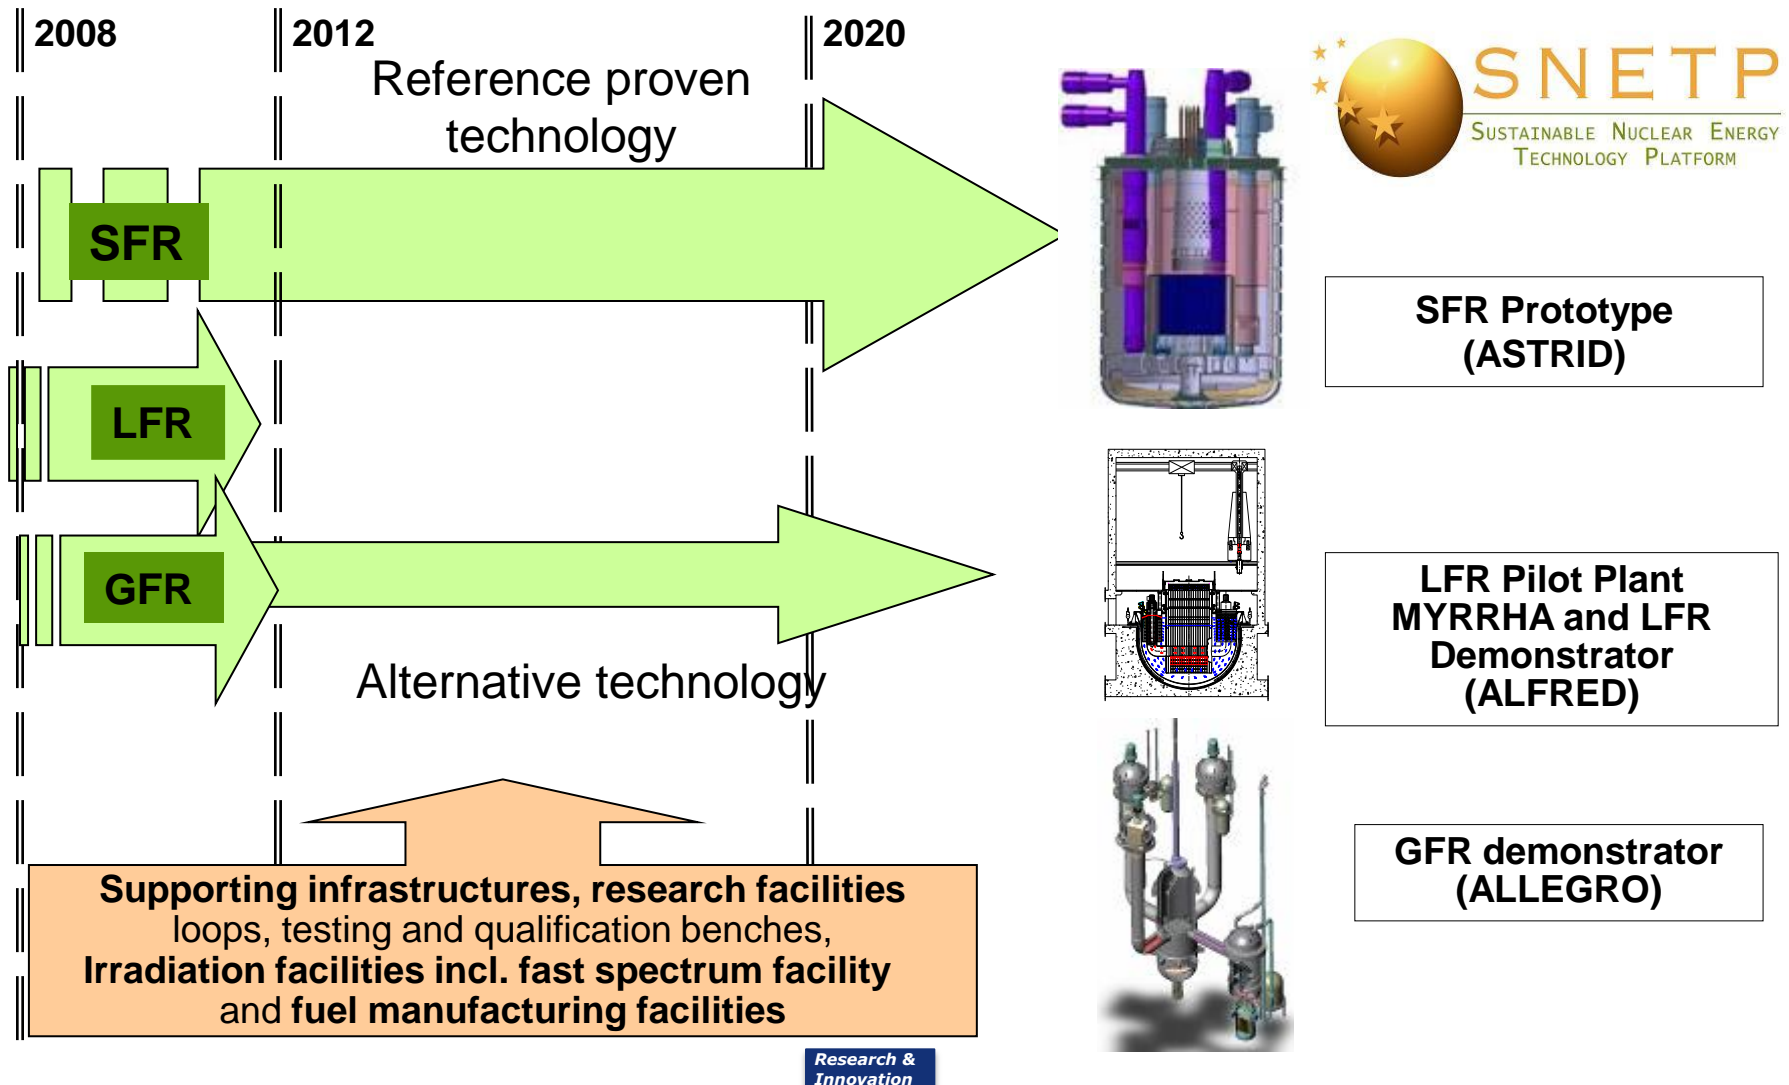 2008
2012
2020
Reference proven
technology
SNETP
SUSTAINABLE NUCLEAR ENERGY
TECHNOLOGY PLATFORM
SFR
SFR Prototype
(ASTRID)
LFR
GFR
LFR Pilot Plant
MYRRHA and LFR
Demonstrator
(ALFRED)
Alternative technology
GFR demonstrator
(ALLEGRO)
Supporting infrastructures, research facilities
loops, testing and qualification benches,
Irradiation facilities incl. fast spectrum facility
and fuel manufacturing facilities
Research &
Innovation